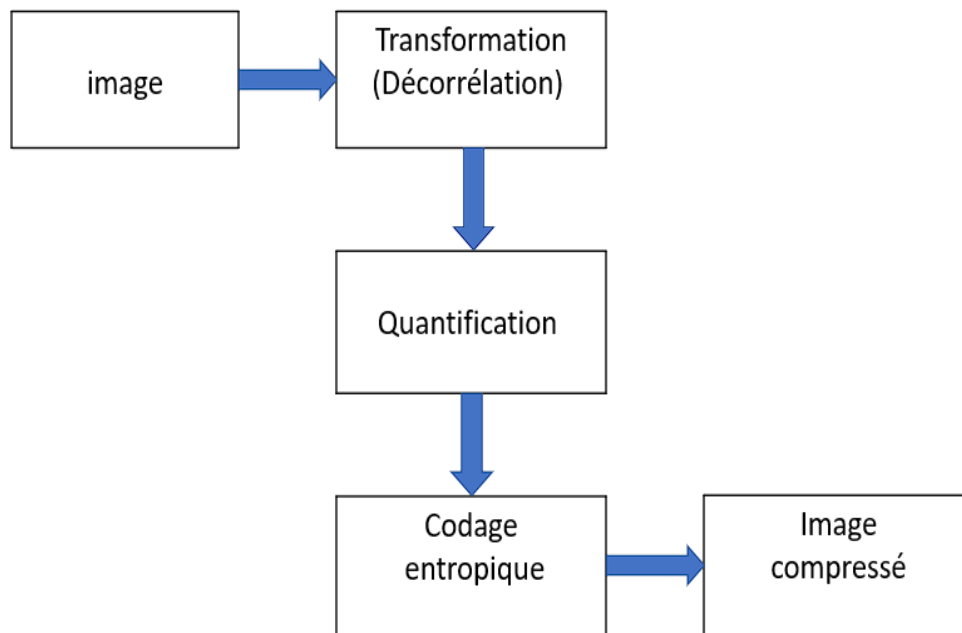 image
Transformation
(Décorrélation)
Quantification
Codage
entropique
Image
compressé